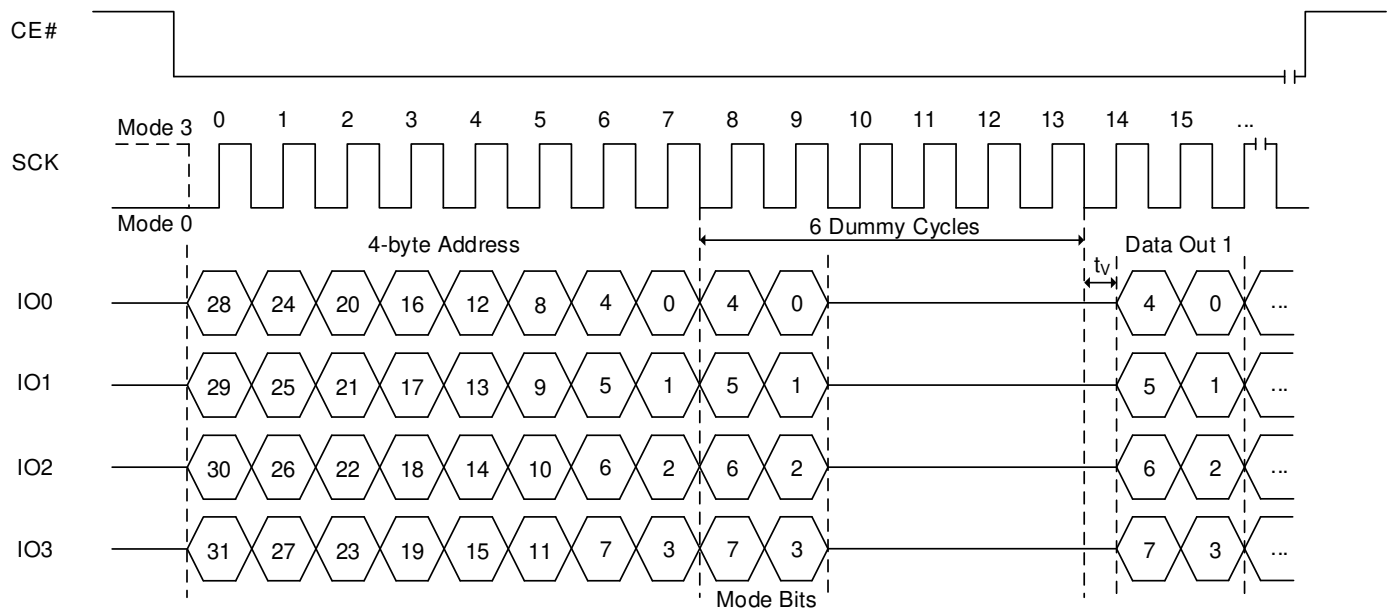 CE#
Mode 3 0 1 2 3 4 5 6 7 8 9 10 11 12 13 14 15 ...
SCK
Mode 0
4-byte Address 6 Dummy Cycles Data Out 1
tV
IO0 28 24 20 16 12 8 4 0 4 0 4 0 ...
IO1 29 25 21 17 13 9 5 1 5 1 5 1 ...
IO2 30 26 22 18 14 10 6 2 6 2 6 2 ...
IO3 31 27 23 19 15 11 7 3 7 3 7 3 ...
Mode Bits